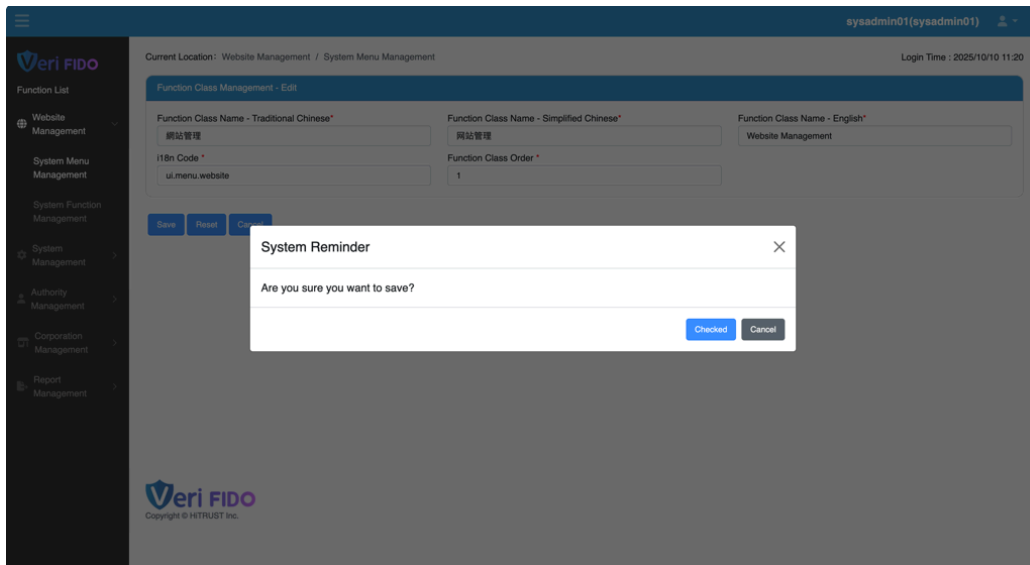 sysadmin01(sysadmin01)
Veri FIDO
Current Location： Website Management / System Menu Management
Login Time : 2025/10/10 11:20
Function List
Website Management
System Menu Management
System Function Management
System Management
Authority Management
Corporation Management
Report Management
Function Class Management - Edit
Function Class Name - Traditional Chinese*
Function Class Name - Simplified Chinese*
Function Class Name - English*
網站管理
网站管理
Website Management
i18n Code *
Function Class Order *
ui.menu.website
1
Save
Reset
Cancel
System Reminder
Are you sure you want to save?
Checked
Cancel
Veri FIDO
Copyright © HiTRUST Inc.